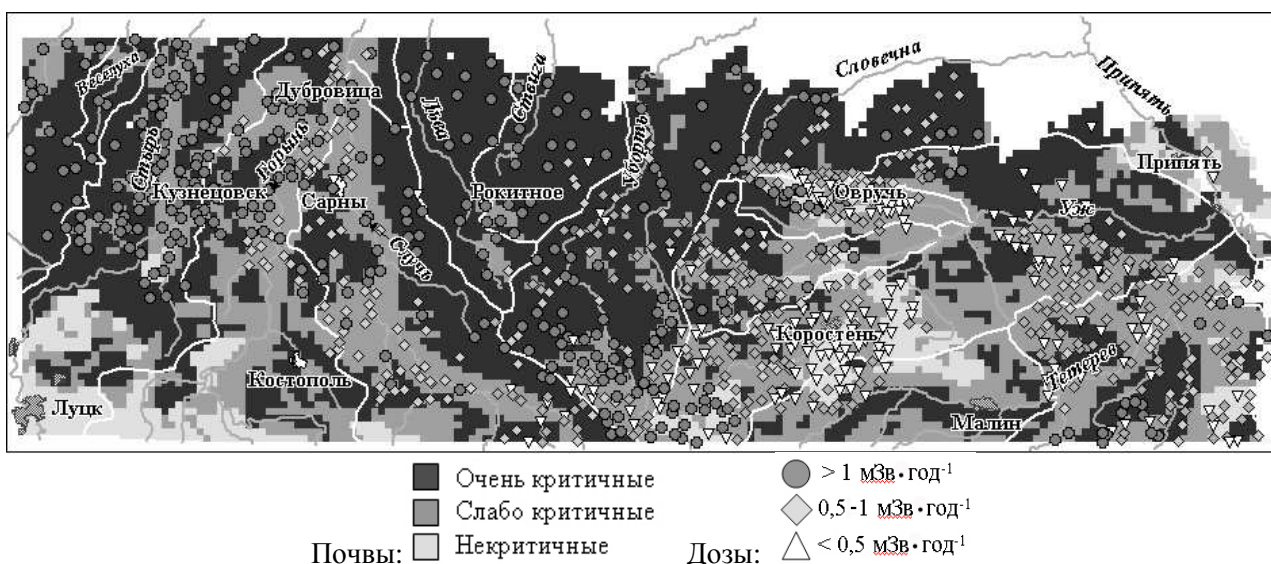 Веселуха
Стырь
Дубровица
Горынь
Кузнецовск
Сарны
Случь
Льва
Ствига
Рокитное
Уборть
Словечна
Припять
Припять
Овручь
Уж
Коростень
Костополь
Луцк
Тетерев
Малин
Почвы:
Очень критичные
Слабо критичные
Некритичные
Дозы:
> 1 мЗв•год-1
0,5 -1 мЗв•год-1
< 0,5 мЗв•год-1